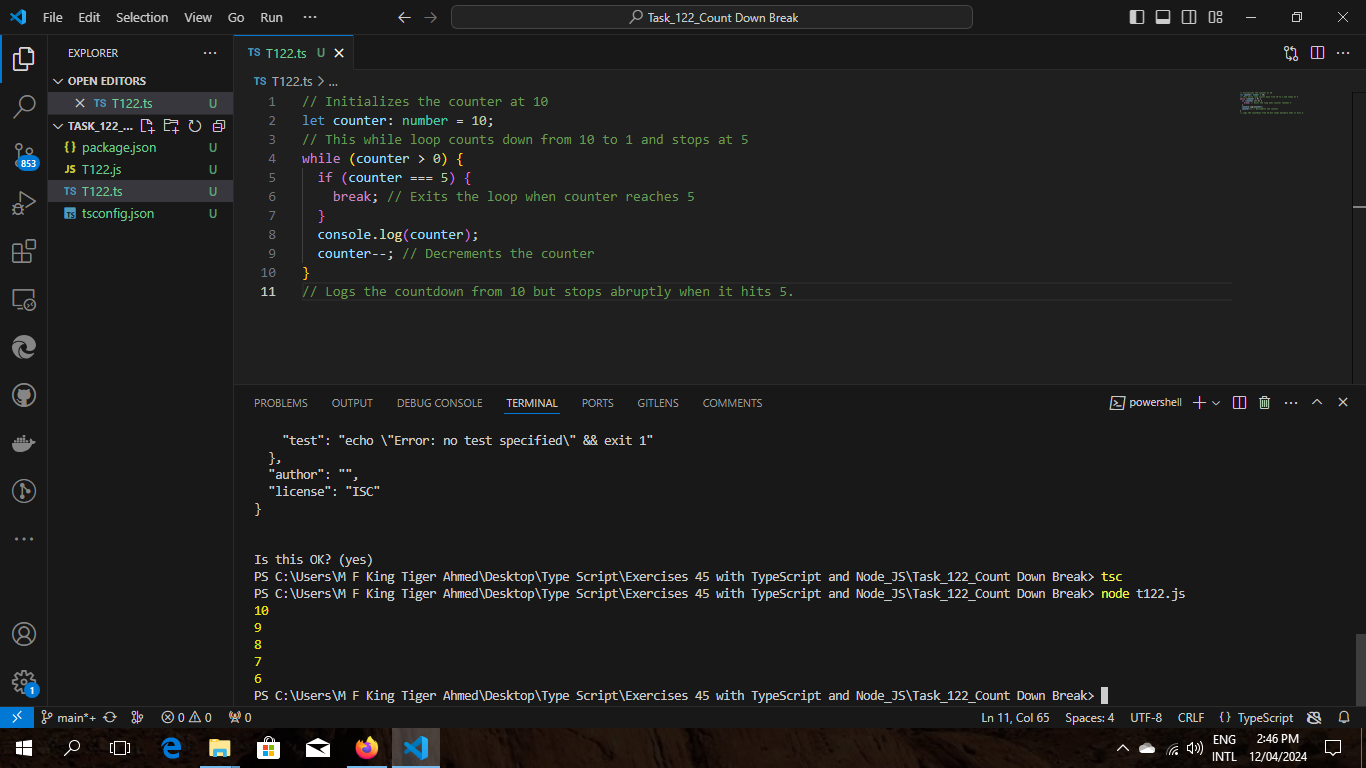 File Edit Selection View Go Run ··· Task_122_Count Down Break
EXPLORER ···
OPEN EDITORS
TS T122.ts U
TASK_122_...
{} package.json U
JS T122.js U
TS T122.ts U
TS tsconfig.json U
853
1
TS T122.ts U
TS T122.ts > ...
1 // Initializes the counter at 10
2 let counter: number = 10;
3 // This while loop counts down from 10 to 1 and stops at 5
4 while (counter > 0) {
5 if (counter === 5) {
6 break; // Exits the loop when counter reaches 5
7 }
8 console.log(counter);
9 counter--; // Decrements the counter
10 }
11 // Logs the countdown from 10 but stops abruptly when it hits 5.
PROBLEMS OUTPUT DEBUG CONSOLE TERMINAL PORTS GITLENS COMMENTS powershell
"test": "echo \"Error: no test specified\" && exit 1"
},
"author": "",
"license": "ISC"
}
Is this OK? (yes)
PS C:\Users\M F King Tiger Ahmed\Desktop\Type Script\Exercises 45 with TypeScript and Node_JS\Task_122_Count Down Break> tsc
PS C:\Users\M F King Tiger Ahmed\Desktop\Type Script\Exercises 45 with TypeScript and Node_JS\Task_122_Count Down Break> node t122.js
10
9
8
7
6
PS C:\Users\M F King Tiger Ahmed\Desktop\Type Script\Exercises 45 with TypeScript and Node_JS\Task_122_Count Down Break>
main*+ 0 0 0 Ln 11, Col 65 Spaces: 4 UTF-8 CRLF {} TypeScript
ENG 2:46 PM
INTL 12/04/2024